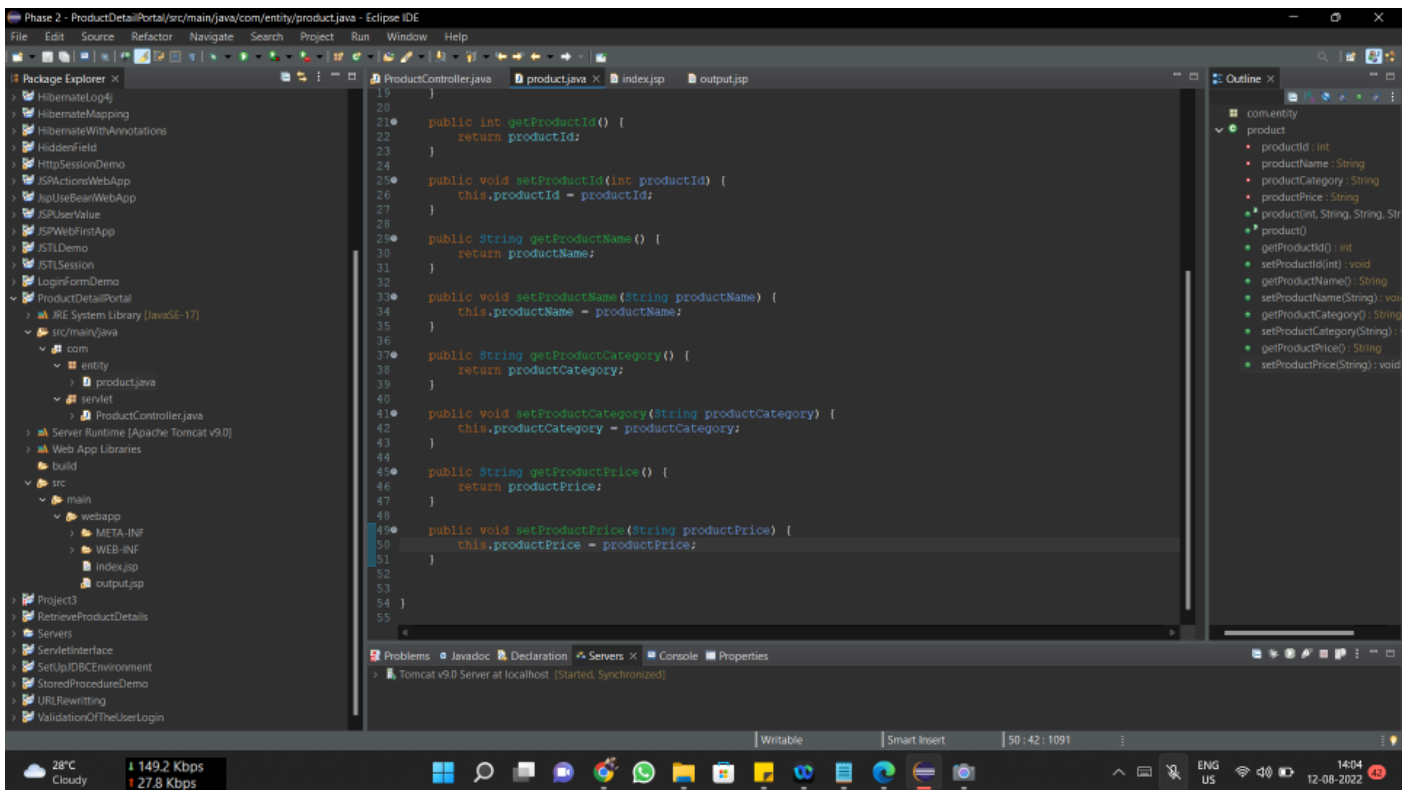 Phase 2 - ProductDetailPortal/src/main/java/com/entity/product.java - Eclipse IDE
File Edit Source Refactor Navigate Search Project Run Window Help
Package Explorer
HibernateLog4j
HibernateMapping
HibernateWithAnnotations
HiddenField
HttpSessionDemo
JSPActionsWebApp
JspUseBeanWebApp
JSPUserValue
JSPWebFirstApp
JSTLDemo
JSTLSession
LoginFormDemo
ProductDetailPortal
JRE System Library [JavaSE-17]
src/main/java
com
entity
product.java
servlet
ProductController.java
Server Runtime [Apache Tomcat v9.0]
Web App Libraries
build
src
main
webapp
META-INF
WEB-INF
index.jsp
output.jsp
Project3
RetrieveProductDetails
Servers
ServletInterface
SetUpJDBCEnvironment
StoredProcedureDemo
URLRewritting
ValidationOfTheUserLogin
ProductController.java product.java index.jsp output.jsp
19 }
20
21 public int getProductId() {
22 return productId;
23 }
24
25 public void setProductId(int productId) {
26 this.productId = productId;
27 }
28
29 public String getProductName() {
30 return productName;
31 }
32
33 public void setProductName(String productName) {
34 this.productName = productName;
35 }
36
37 public String getProductCategory() {
38 return productCategory;
39 }
40
41 public void setProductCategory(String productCategory) {
42 this.productCategory = productCategory;
43 }
44
45 public String getProductPrice() {
46 return productPrice;
47 }
48
49 public void setProductPrice(String productPrice) {
50 this.productPrice = productPrice;
51 }
52
53
54 }
55
Outline
com.entity
product
productId : int
productName : String
productCategory : String
productPrice : String
product(int, String, String, Str
product()
getProductId() : int
setProductId(int) : void
getProductName() : String
setProductName(String) : voi
getProductCategory() : String
setProductCategory(String) :
getProductPrice() : String
setProductPrice(String) : void
Problems Javadoc Declaration Servers Console Properties
Tomcat v9.0 Server at localhost [Started, Synchronized]
Writable Smart Insert 50 : 42 : 1091
28°C
Cloudy
↓ 149.2 Kbps
↑ 27.8 Kbps
ENG
US
14:04
12-08-2022
42